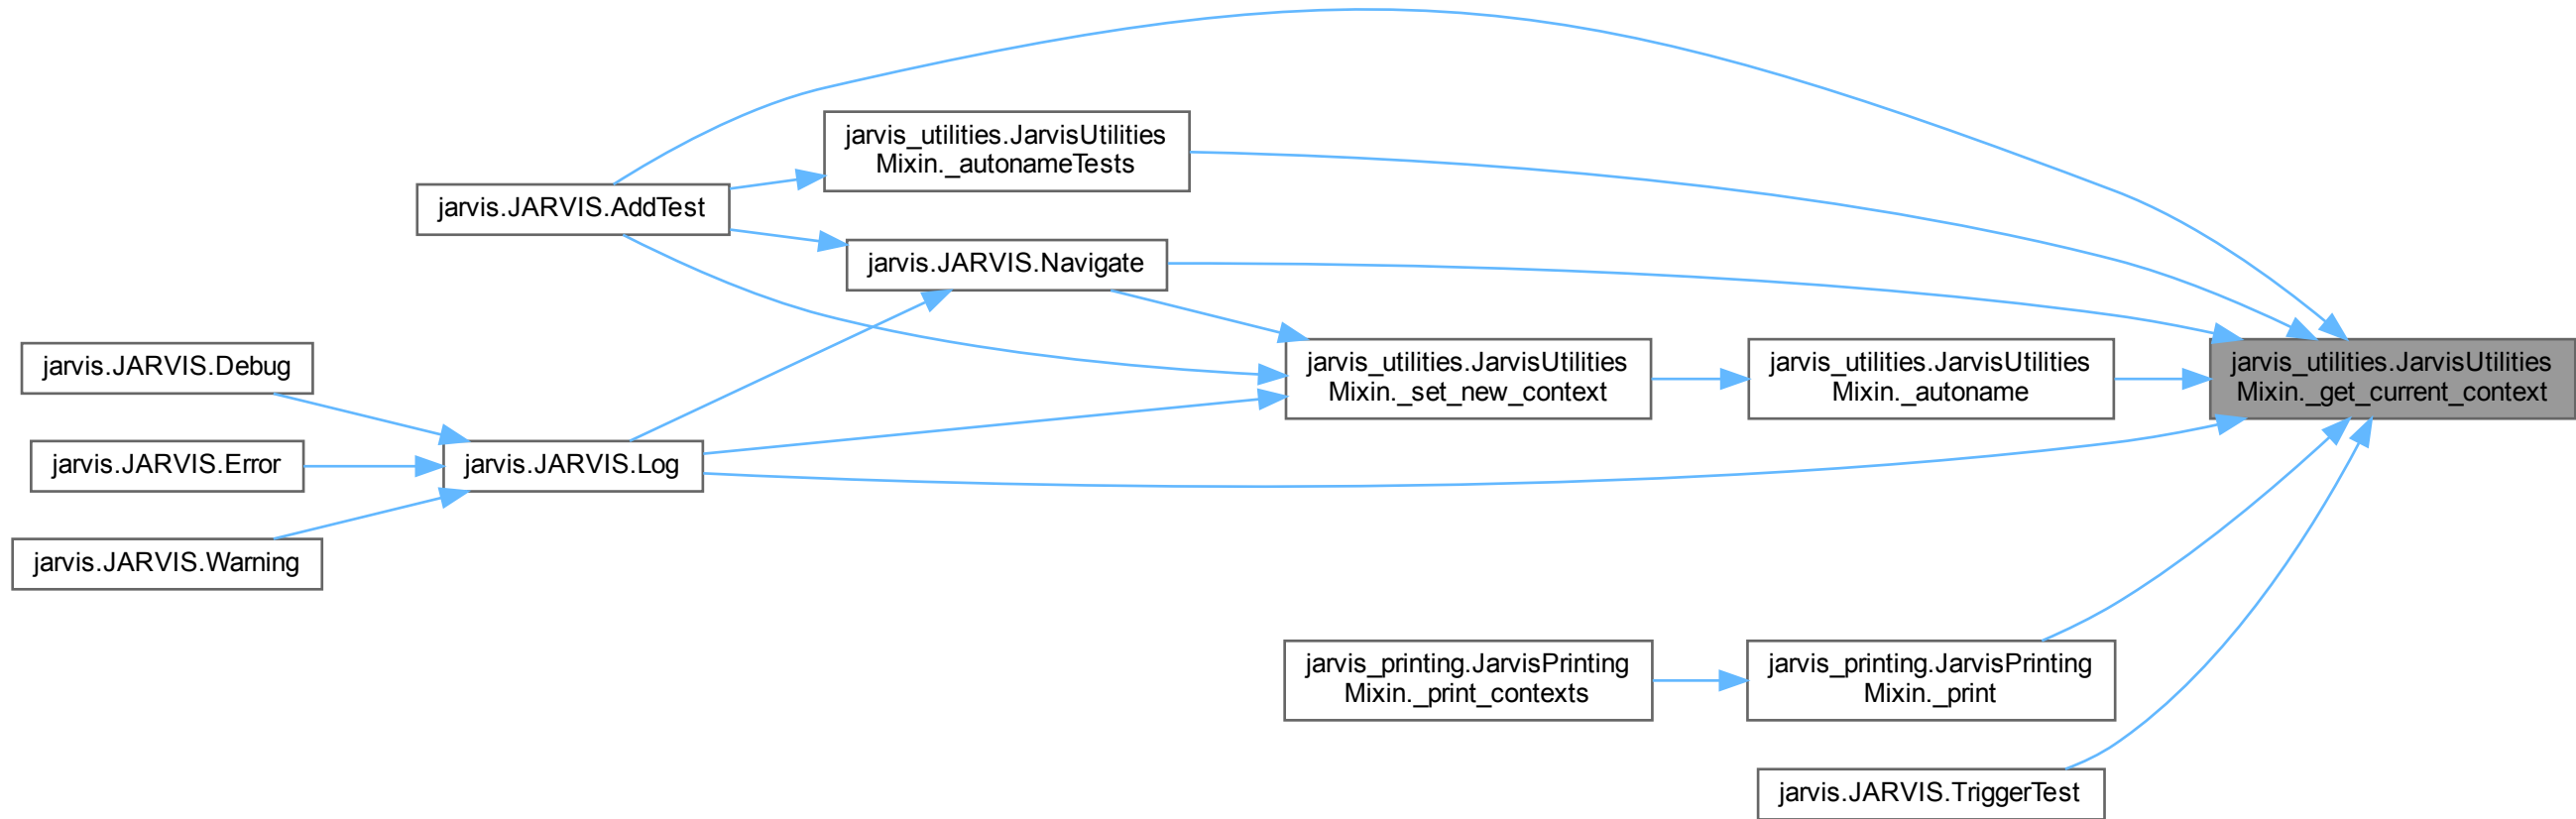 jarvis_utilities.JarvisUtilities
Mixin._autonameTests
jarvis.JARVIS.AddTest
jarvis.JARVIS.Navigate
jarvis.JARVIS.Debug
jarvis_utilities.JarvisUtilities
Mixin._set_new_context
jarvis_utilities.JarvisUtilities
Mixin._autoname
jarvis_utilities.JarvisUtilities
Mixin._get_current_context
jarvis.JARVIS.Error
jarvis.JARVIS.Log
jarvis.JARVIS.Warning
jarvis_printing.JarvisPrinting
Mixin._print_contexts
jarvis_printing.JarvisPrinting
Mixin._print
jarvis.JARVIS.TriggerTest